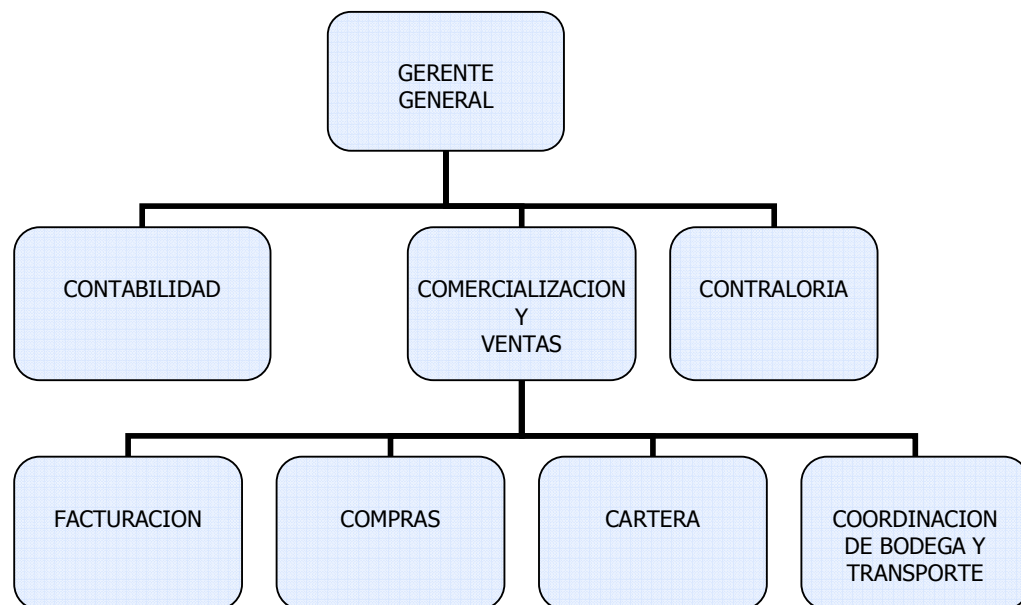 GERENTE
GENERAL
CONTABILIDAD
COMERCIALIZACION
Y
VENTAS
CONTRALORIA
FACTURACION
COMPRAS
CARTERA
COORDINACION
DE BODEGA Y
TRANSPORTE